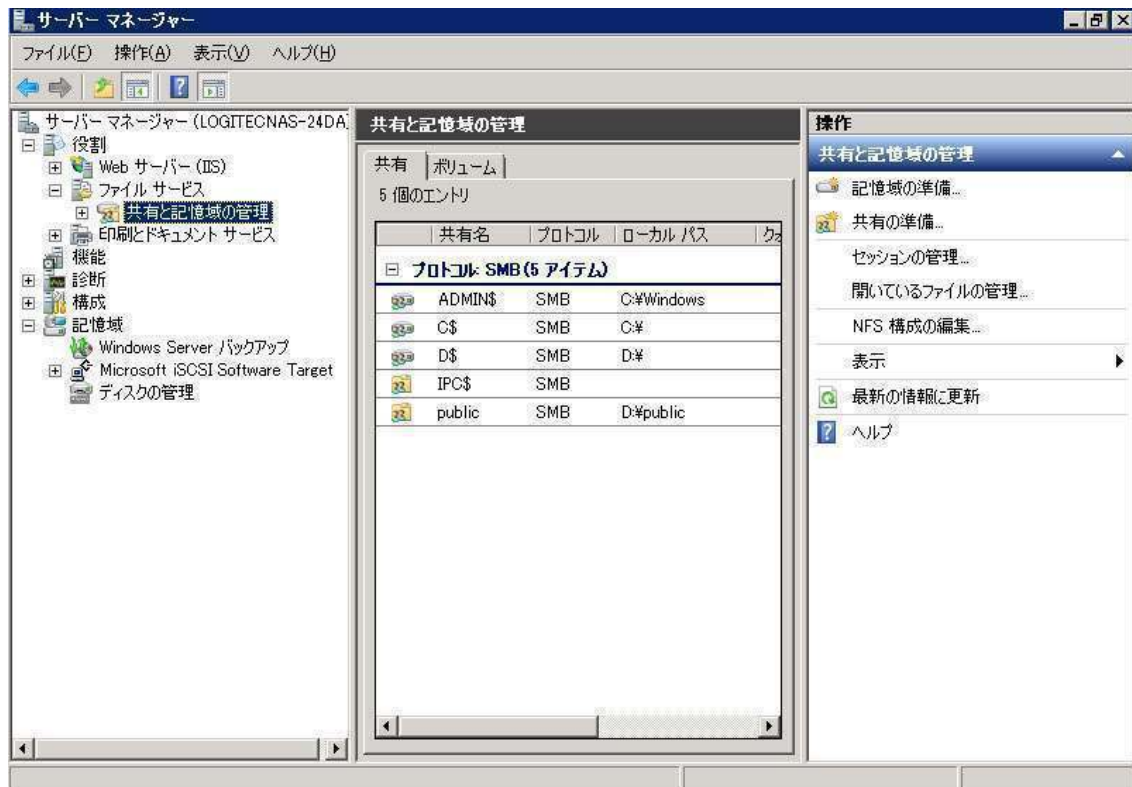 サーバー マネージャー
ファイル(F) 操作(A) 表示(V) ヘルプ(H)
サーバー マネージャー (LOGITECNAS-24DA
役割
Web サーバー (IIS)
ファイル サービス
共有と記憶域の管理
印刷とドキュメント サービス
機能
診断
構成
記憶域
Windows Server バックアップ
Microsoft iSCSI Software Target
ディスクの管理
共有と記憶域の管理
共有 ボリューム
5 個のエントリ
共有名 プロトコル ローカル パス クォ
プロトコル: SMB (5 アイテム)
ADMIN$ SMB C:¥Windows
C$ SMB C:¥
D$ SMB D:¥
IPC$ SMB
public SMB D:¥public
操作
共有と記憶域の管理
記憶域の準備...
共有の準備...
セッションの管理...
開いているファイルの管理...
NFS 構成の編集...
表示
最新の情報に更新
ヘルプ